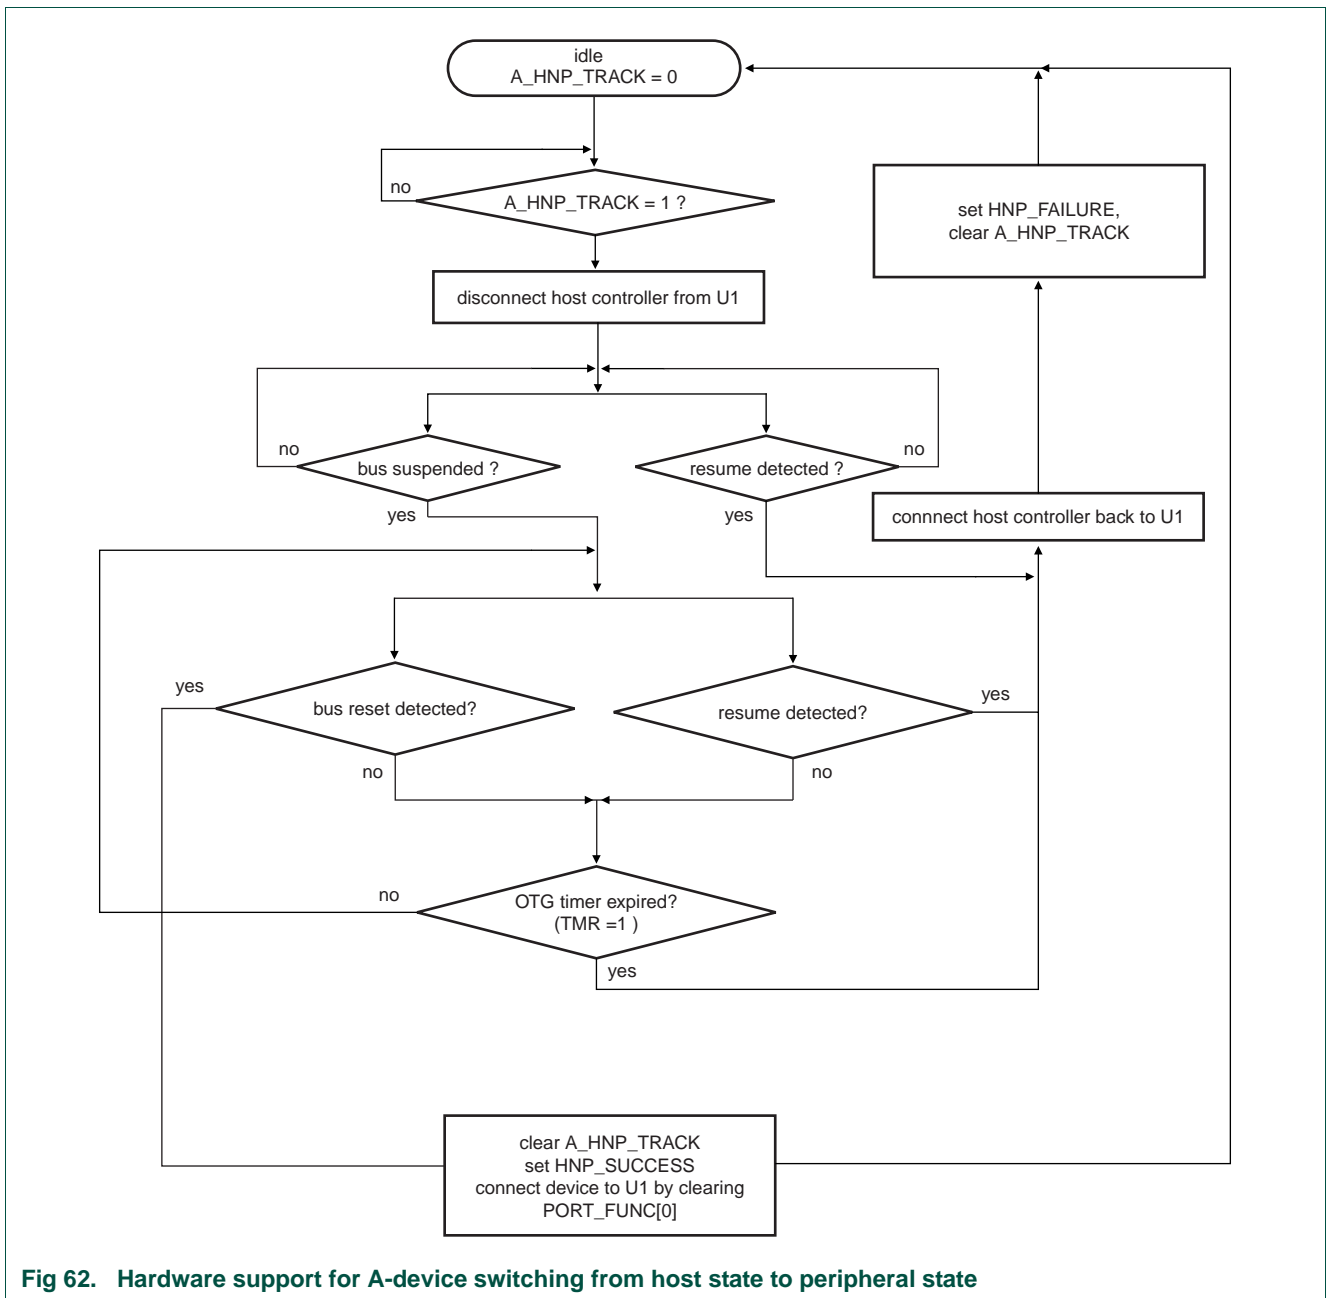 idle
A_HNP_TRACK = 0
no
A_HNP_TRACK = 1 ?
set HNP_FAILURE,
clear A_HNP_TRACK
disconnect host controller from U1
no
bus suspended ?
resume detected ?
no
yes
yes
connnect host controller back to U1
yes
bus reset detected?
resume detected?
yes
no
no
no
OTG timer expired?
(TMR =1 )
yes
clear A_HNP_TRACK
set HNP_SUCCESS
connect device to U1 by clearing
PORT_FUNC[0]
Fig 62. Hardware support for A-device switching from host state to peripheral state